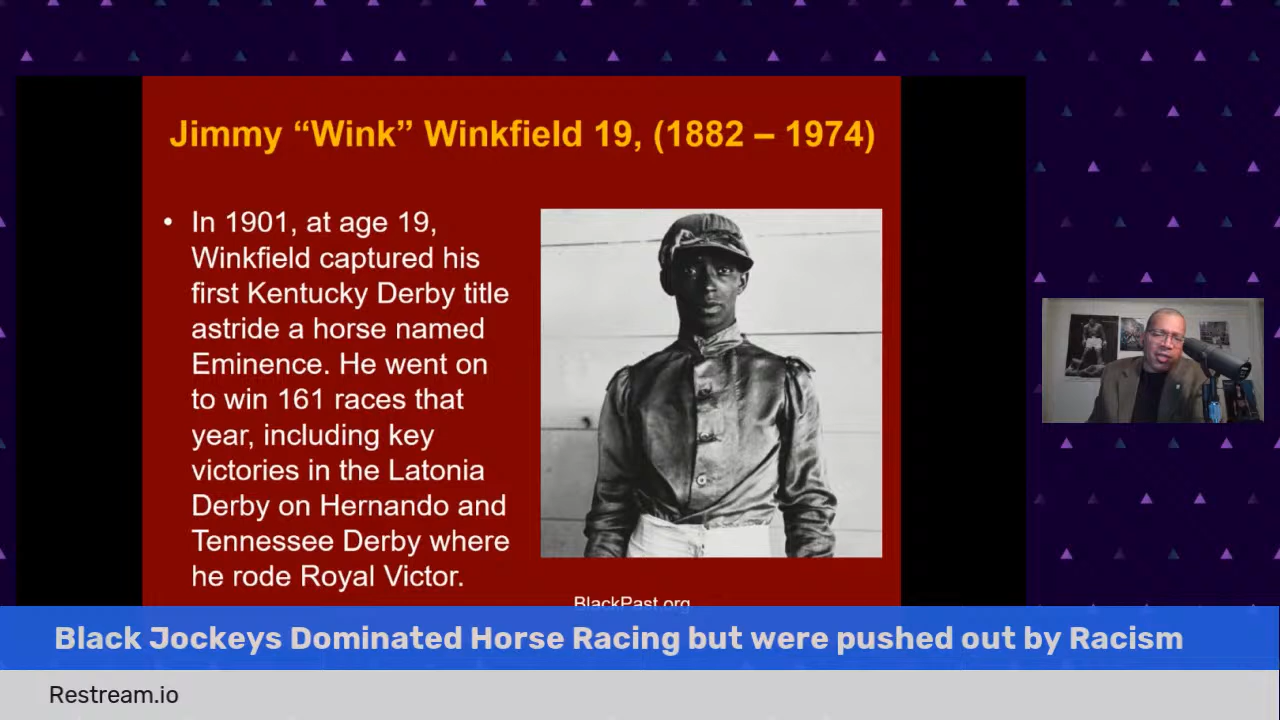 Jimmy “Wink” Winkfield 19, (1882 – 1974)
• In 1901, at age 19,
Winkfield captured his
first Kentucky Derby title
astride a horse named
Eminence. He went on
to win 161 races that
year, including key
victories in the Latonia
Derby on Hernando and
Tennessee Derby where
he rode Royal Victor.
BlackPast.org
Black Jockeys Dominated Horse Racing but were pushed out by Racism
Restream.io